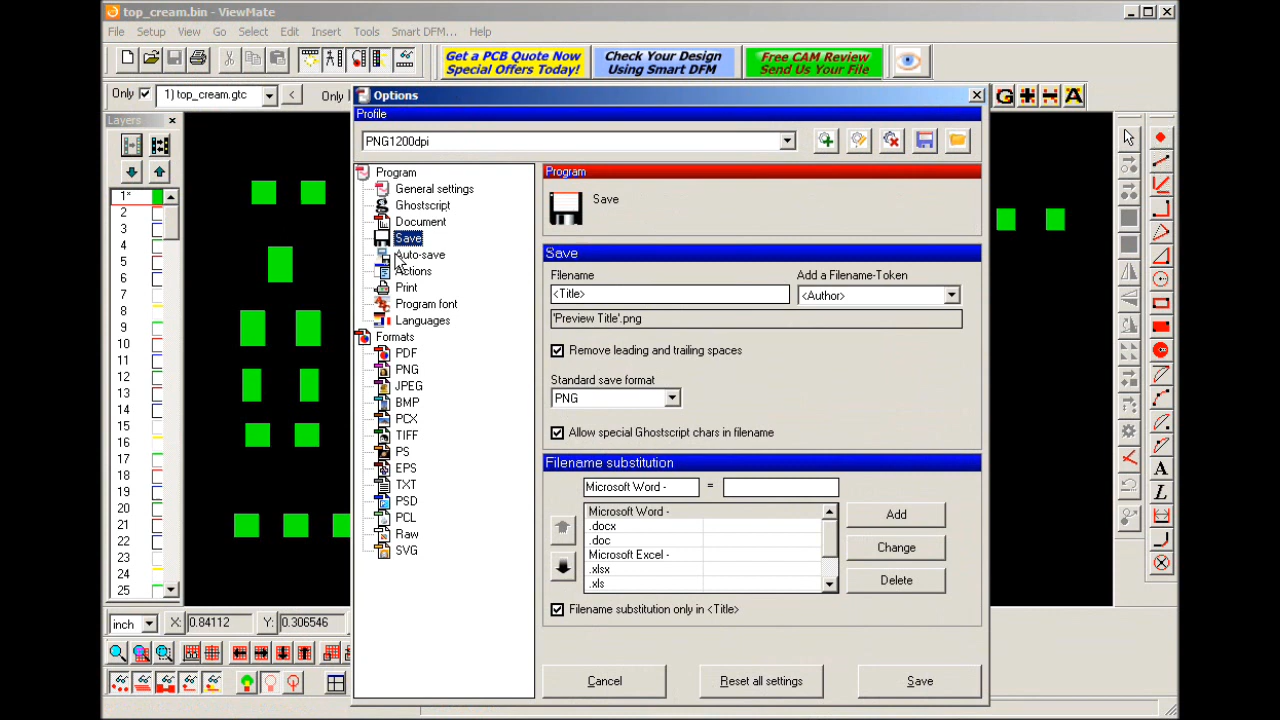 top_cream.bin - ViewMate
File Setup View Go Select Edit Insert Tools Smart DFM... Help
Get a PCB Quote Now
Special Offers Today!
Check Your Design
Using Smart DFM
Free CAM Review
Send Us Your File
Only 1) top_cream.gtc < Only
G A
Layers
1*
2
3
4
5
6
7
8
9
10
11
12
13
14
15
16
17
18
19
20
21
22
23
24
25
inch X: 0.84112 Y: 0.306546
Options
Profile
PNG1200dpi
Program
General settings
Ghostscript
Document
Save
Auto-save
Actions
Print
Program font
Languages
Formats
PDF
PNG
JPEG
BMP
PCX
TIFF
PS
EPS
TXT
PSD
PCL
Raw
SVG
Program
Save
Save
Filename Add a Filename-Token
<Title> <Author>
'Preview Title'.png
Remove leading and trailing spaces
Standard save format
PNG
Allow special Ghostscript chars in filename
Filename substitution
Microsoft Word - =
Microsoft Word -
.docx
.doc
Microsoft Excel -
.xlsx
.xls
Add
Change
Delete
Filename substitution only in <Title>
Cancel Reset all settings Save
A
L